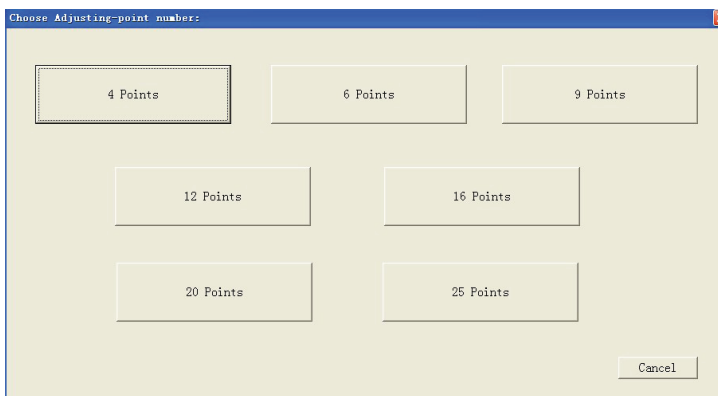 Choose Adjusting-point number:
4 Points
6 Points
9 Points
12 Points
16 Points
20 Points
25 Points
Cancel